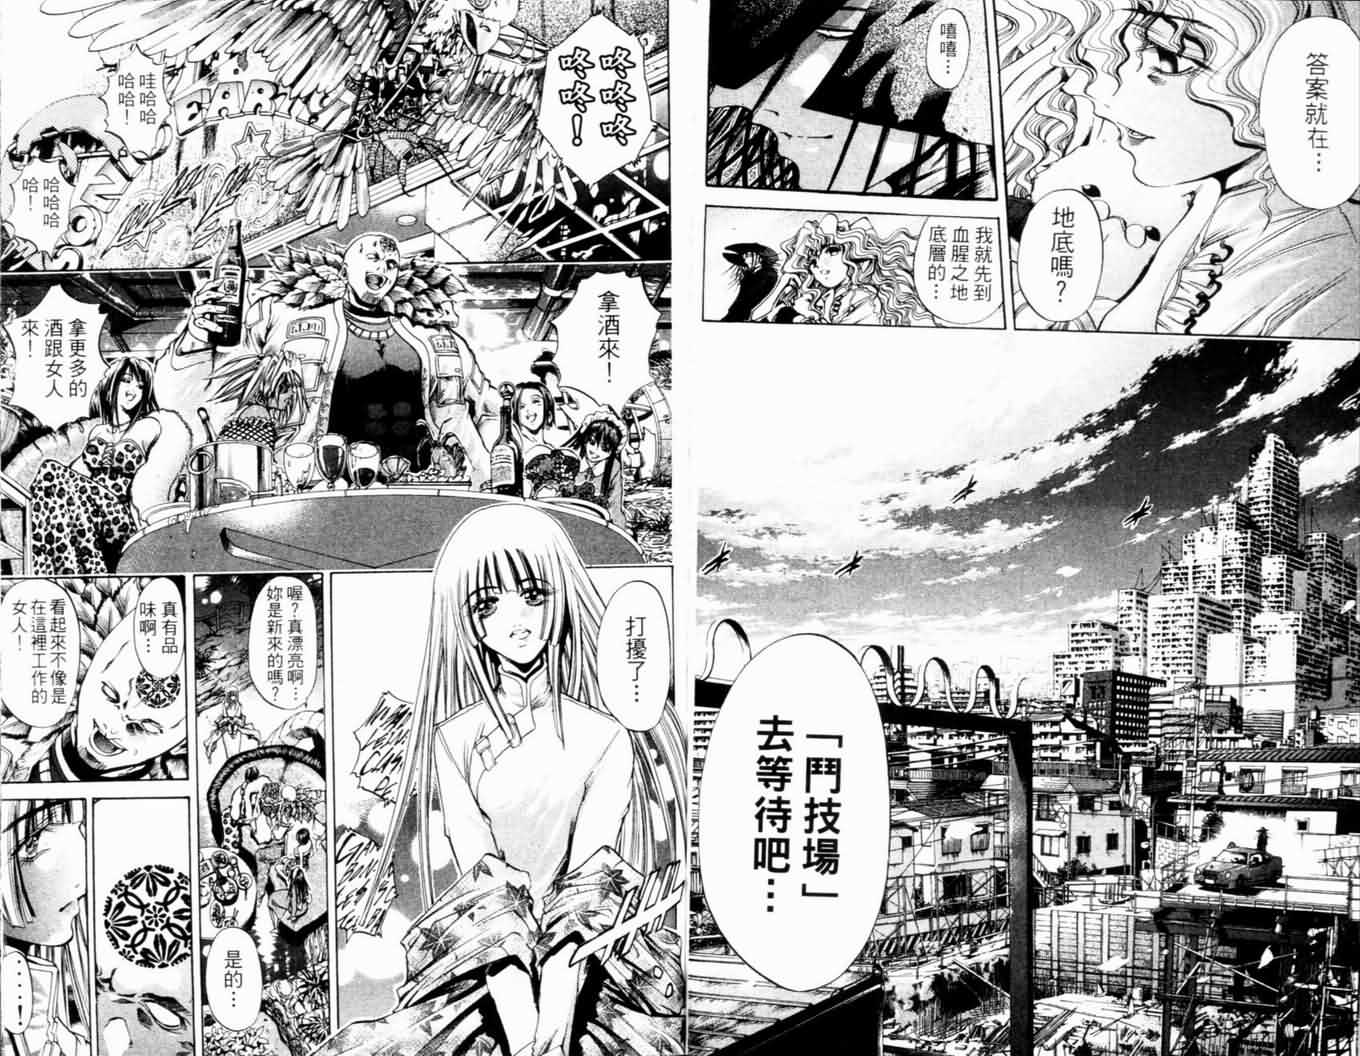 答案就在…
地底嗎?
嘻嘻…
我就先到
血腥之地
底層的…
「鬥技場」
去等待吧…
咚咚咚
咚咚!
哇哈哈
哈哈!
哈哈哈
哈!
拿酒來!
拿更多的
酒跟女人
來!
打擾了…
喔?真漂亮啊…
妳是新來的嗎?
是的…
真有品
味啊…
看起來不像是
在這裡工作的
女人!
…!